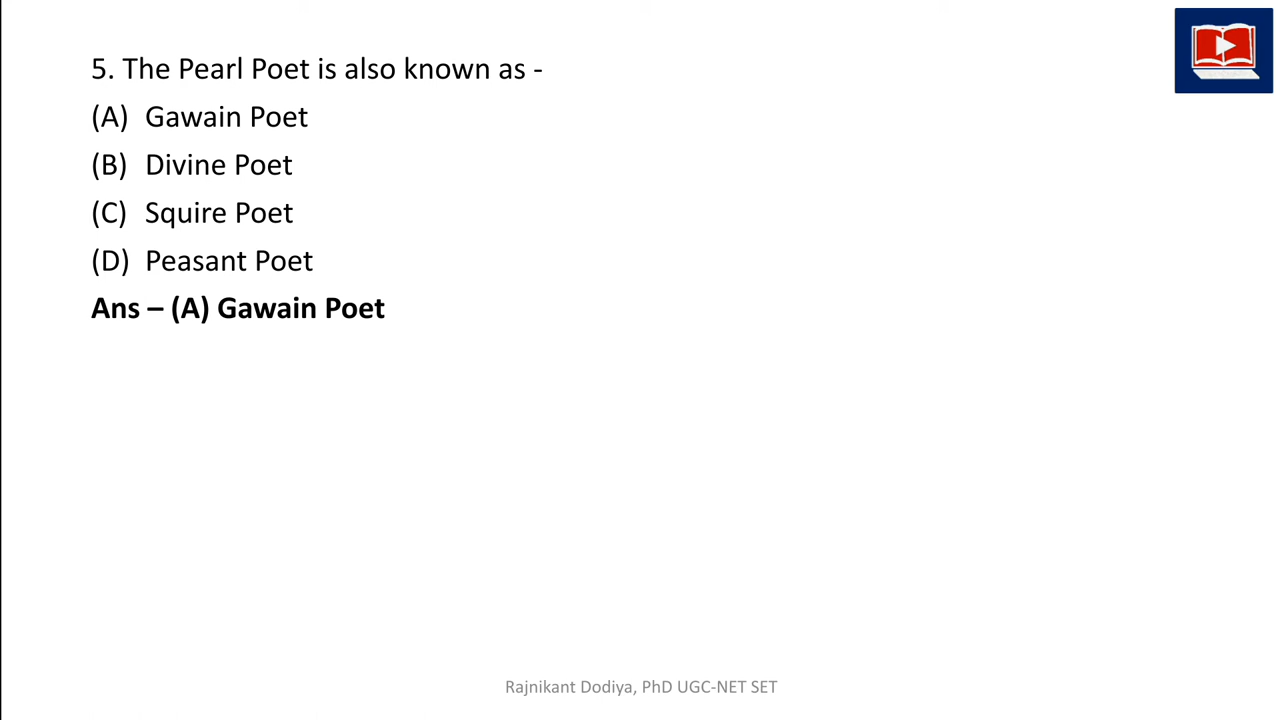 5. The Pearl Poet is also known as -
(A) Gawain Poet
(B) Divine Poet
(C) Squire Poet
(D) Peasant Poet
Ans – (A) Gawain Poet
Rajnikant Dodiya, PhD UGC-NET SET